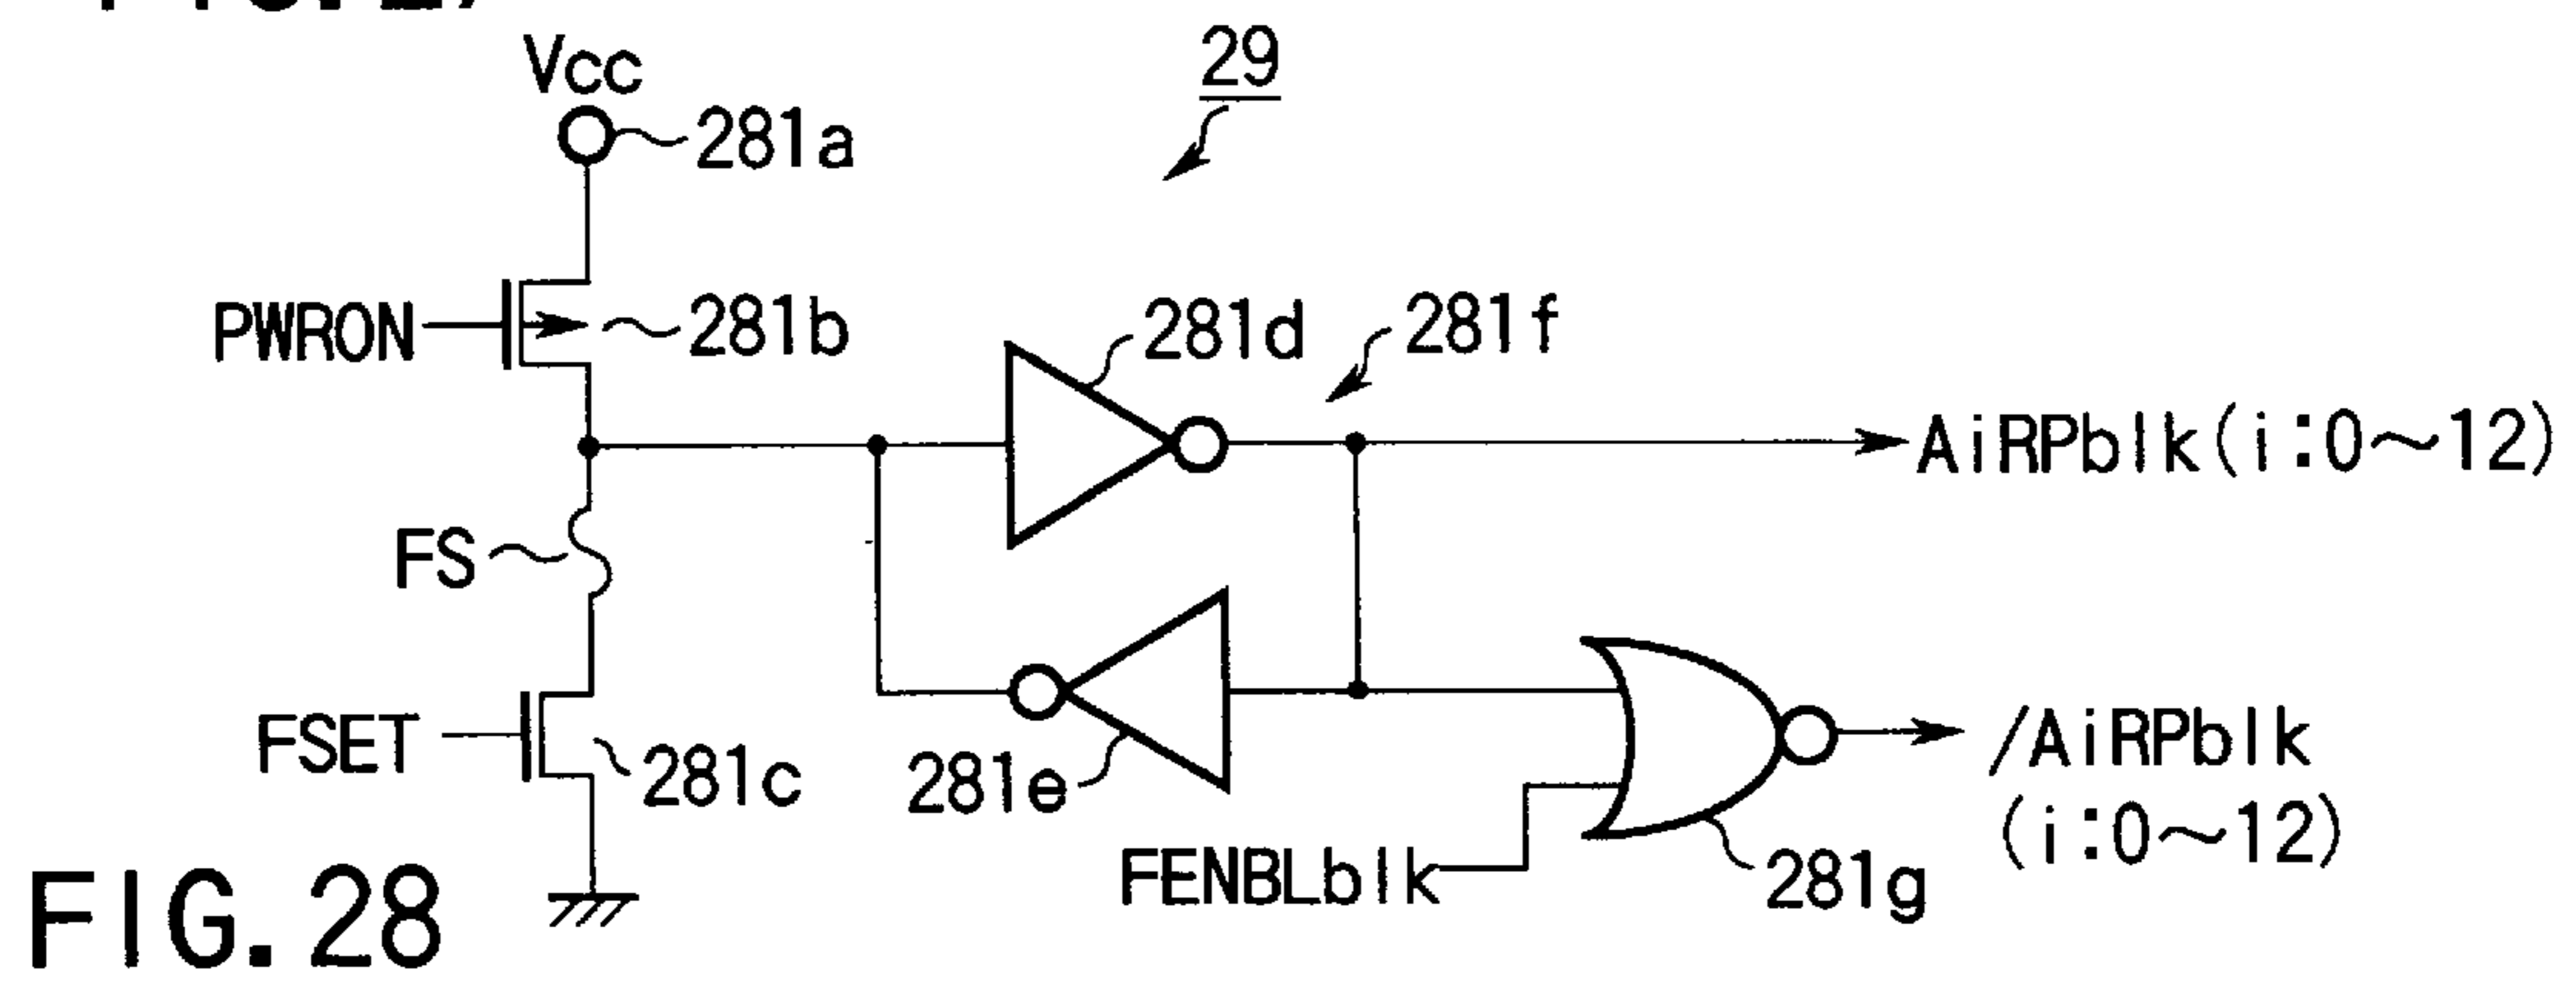 Vcc
29
281a
PWRON
281b
281d
281f
AiRPblk(i:0~12)
FS
FSET
281c
281e
/AiRPblk
(i:0~12)
FENBLblk
281g
FIG.28